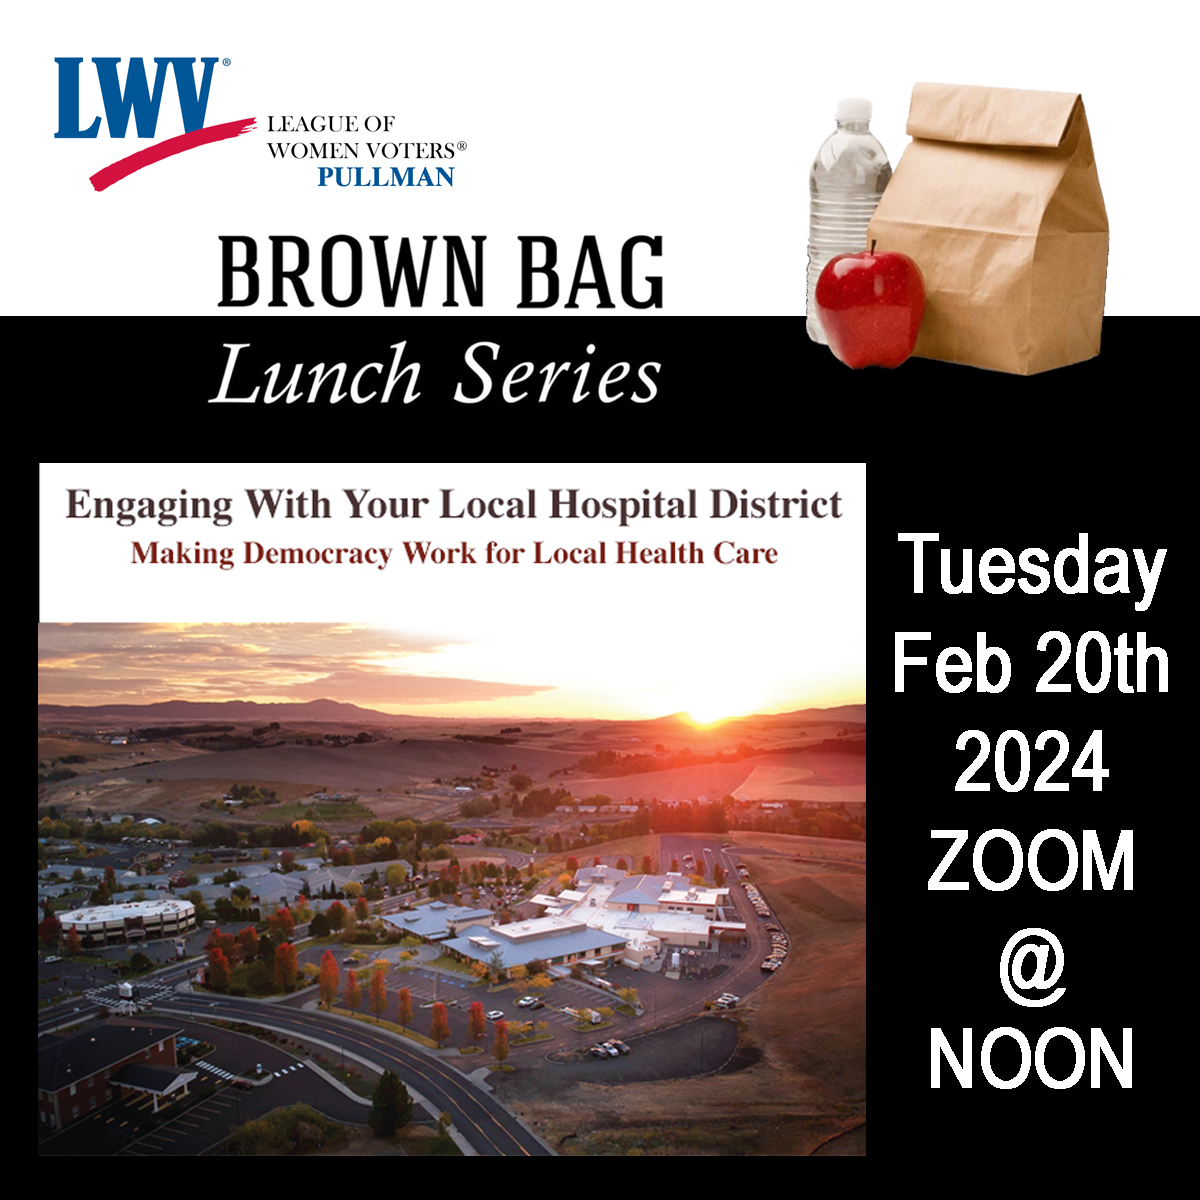 LWV®
LEAGUE OF
WOMEN VOTERS®
PULLMAN
BROWN BAG
Lunch Series
Engaging With Your Local Hospital District
Making Democracy Work for Local Health Care
Tuesday
Feb 20th
2024
ZOOM
@
NOON